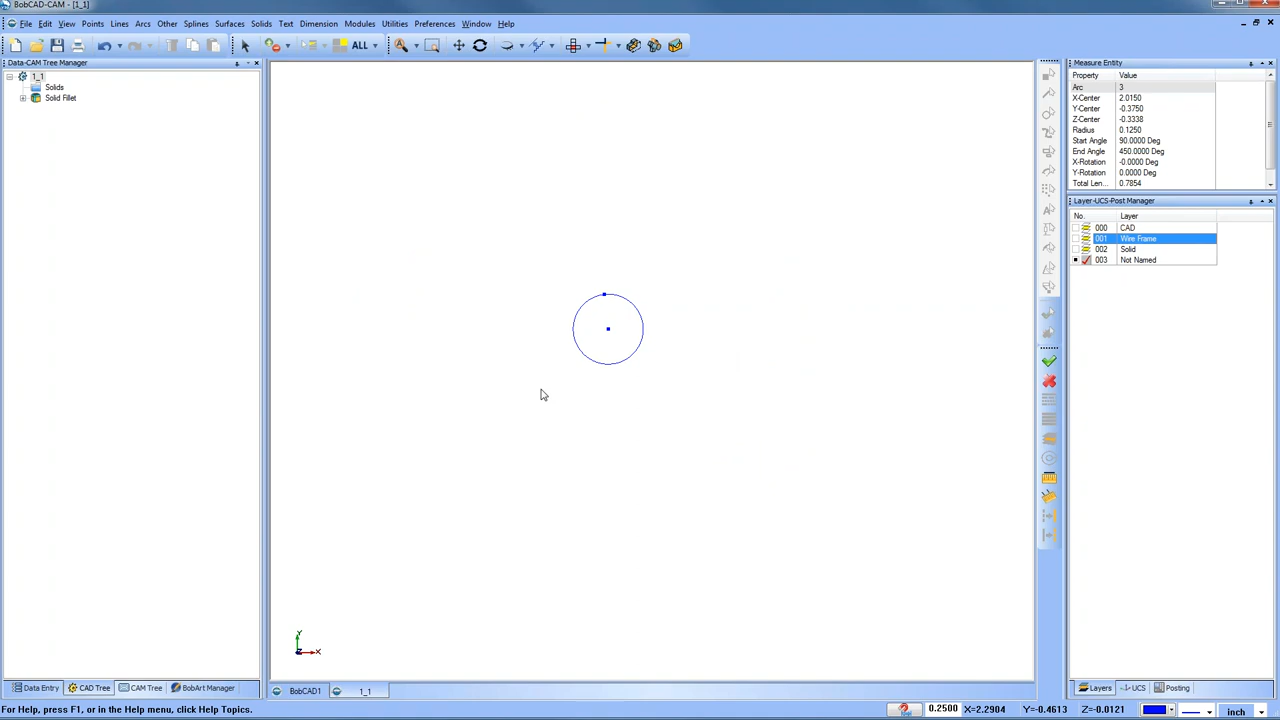 BobCAD-CAM - [1_1]
File Edit View Points Lines Arcs Other Splines Surfaces Solids Text Dimension Modules Utilities Preferences Window Help
ALL
Data-CAM Tree Manager
1_1
Solids
Solid Fillet
Measure Entity
Property Value
Arc 3
X-Center 2.0150
Y-Center -0.3750
Z-Center -0.3338
Radius 0.1250
Start Angle 90.0000 Deg
End Angle 450.0000 Deg
X-Rotation -0.0000 Deg
Y-Rotation 0.0000 Deg
Total Len... 0.7854
Layer-UCS-Post Manager
No. Layer
000 CAD
001 Wire Frame
002 Solid
003 Not Named
Y
Z X
Data Entry CAD Tree CAM Tree BobArt Manager
BobCAD1 1_1
Layers UCS Posting
For Help, press F1, or in the Help menu, click Help Topics.
0.2500 X=2.2904 Y=-0.4613 Z=-0.0121 inch